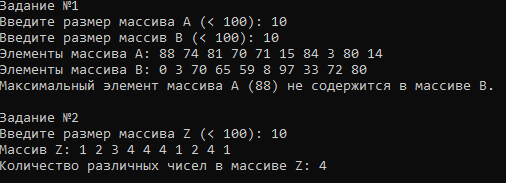 Задание №1
Введите размер массива A (< 100): 10
Введите размер массив B (< 100): 10
Элементы массива A: 88 74 81 70 71 15 84 3 80 14
Элементы массива B: 0 3 70 65 59 8 97 33 72 80
Максимальный элемент массива A (88) не содержится в массиве B.
Задание №2
Введите размер массива Z (< 100): 10
Массив Z: 1 2 3 4 4 4 1 2 4 1
Количество различных чисел в массиве Z: 4